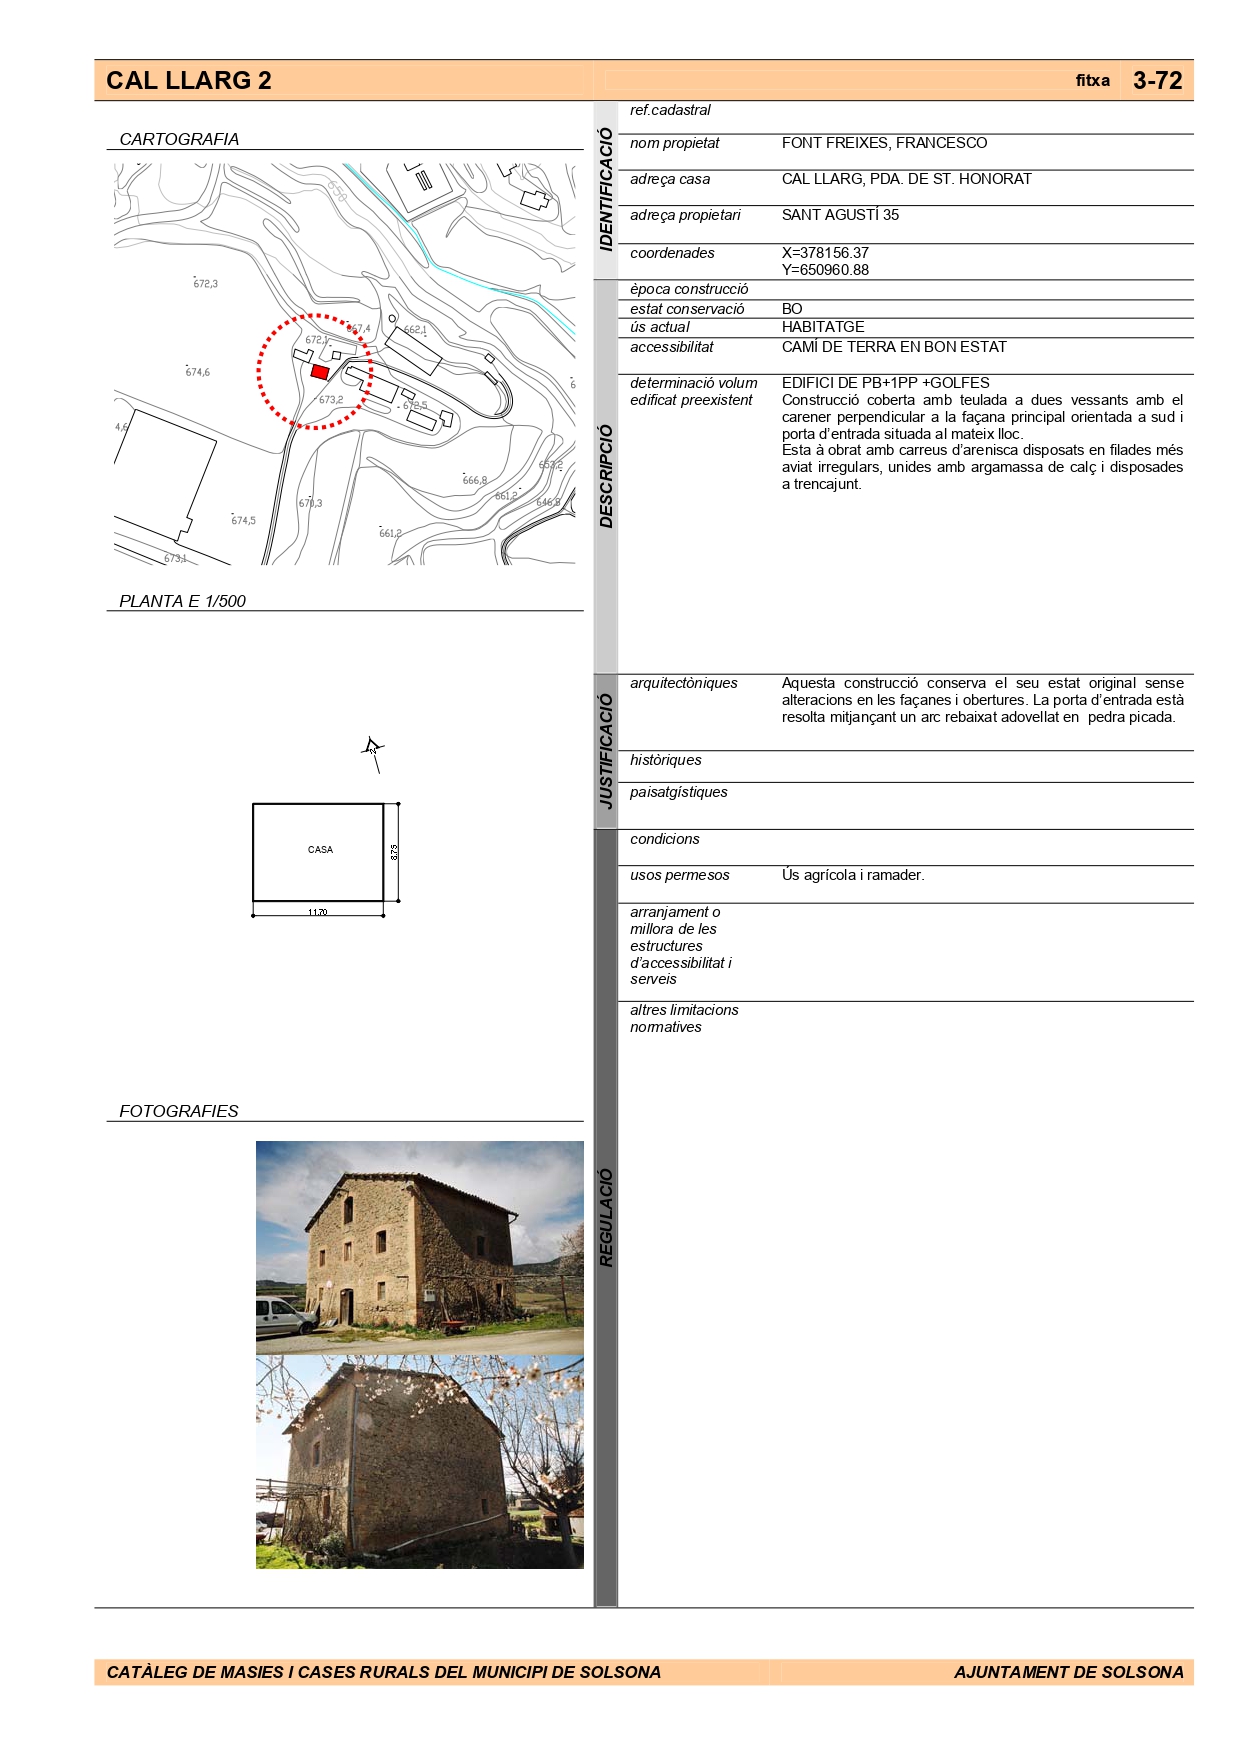 CAL LLARG 2
fitxa 3-72
CARTOGRAFIA
650
672,3
667,4
662,1
672,1
674,6
673,2
672,5
6
4,6
653,2
666,8
661,2
646,8
670,3
674,5
661,2
673,1
PLANTA E 1/500
CASA
8.75
11.70
FOTOGRAFIES
IDENTIFICACIÓ
ref.cadastral
nom propietat FONT FREIXES, FRANCESCO
adreça casa CAL LLARG, PDA. DE ST. HONORAT
adreça propietari SANT AGUSTÍ 35
coordenades X=378156.37
Y=650960.88
DESCRIPCIÓ
època construcció
estat conservació BO
ús actual HABITATGE
accessibilitat CAMÍ DE TERRA EN BON ESTAT
determinació volum EDIFICI DE PB+1PP +GOLFES
edificat preexistent Construcció coberta amb teulada a dues vessants amb el
carener perpendicular a la façana principal orientada a sud i
porta d'entrada situada al mateix lloc.
Esta à obrat amb carreus d'arenisca disposats en filades més
aviat irregulars, unides amb argamassa de calç i disposades
a trencajunt.
JUSTIFICACIÓ
arquitectòniques Aquesta construcció conserva el seu estat original sense
alteracions en les façanes i obertures. La porta d'entrada està
resolta mitjançant un arc rebaixat adovellat en pedra picada.
històriques
paisatgístiques
REGULACIÓ
condicions
usos permesos Ús agrícola i ramader.
arranjament o
millora de les
estructures
d'accessibilitat i
serveis
altres limitacions
normatives
CATÀLEG DE MASIES I CASES RURALS DEL MUNICIPI DE SOLSONA
AJUNTAMENT DE SOLSONA